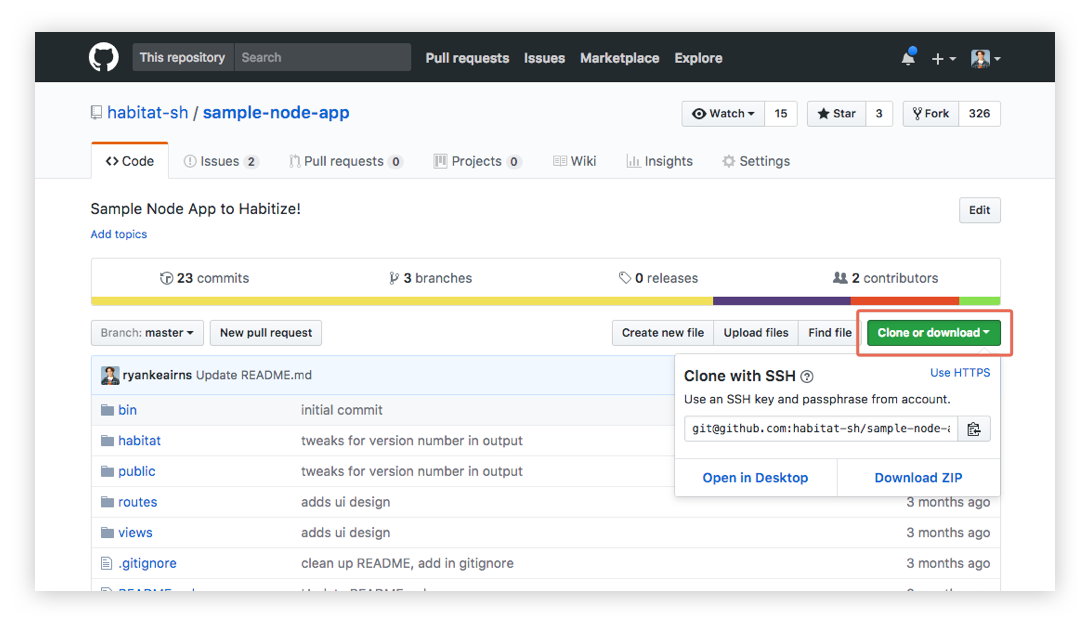 This repository Search Pull requests Issues Marketplace Explore
habitat-sh / sample-node-app Watch 15 Star 3 Fork 326
Code Issues 2 Pull requests 0 Projects 0 Wiki Insights Settings
Sample Node App to Habitize! Edit
Add topics
23 commits 3 branches 0 releases 2 contributors
Branch: master New pull request Create new file Upload files Find file Clone or download
ryankeairns Update README.md
Clone with SSH ? Use HTTPS
Use an SSH key and passphrase from account.
git@github.com:habitat-sh/sample-node-a
Open in Desktop Download ZIP
bin initial commit
habitat tweaks for version number in output
public tweaks for version number in output
routes adds ui design 3 months ago
views adds ui design 3 months ago
.gitignore clean up README, add in gitignore 3 months ago